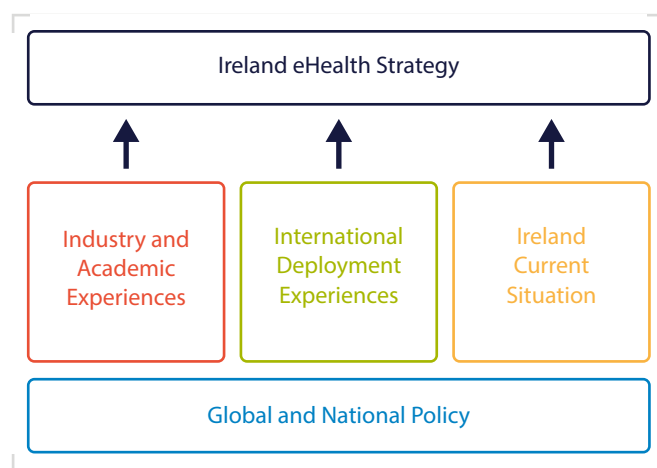 Ireland eHealth Strategy
Industry and
Academic
Experiences
International
Deployment
Experiences
Ireland
Current
Situation
Global and National Policy